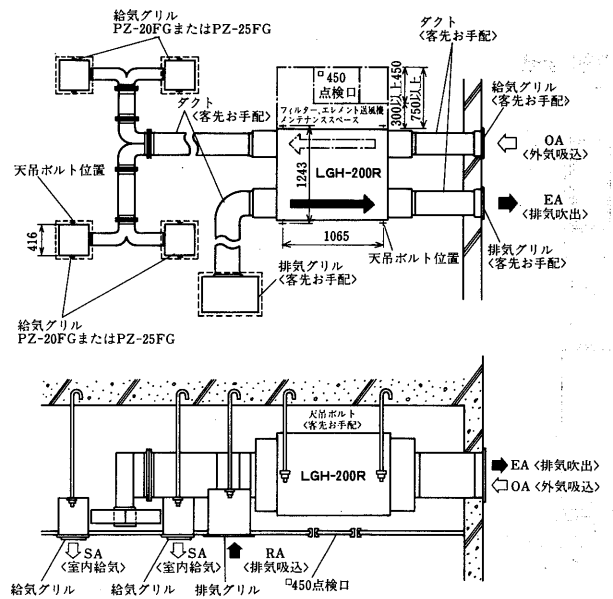 給気グリル
PZ-20FGまたはPZ-25FG
ダクト
〈客先お手配〉
□450
点検口
フィルター、エレメント送風機
メンテナンススペース
300以上450
750以上
ダクト
〈客先お手配〉
給気グリル
〈客先お手配〉
OA
〈外気吸込〉
天吊ボルト位置
1243
LGH-200R
EA
〈排気吹出〉
416
1065
天吊ボルト位置
排気グリル
〈客先お手配〉
排気グリル
〈客先お手配〉
給気グリル
PZ-20FGまたはPZ-25FG
天吊ボルト
〈客先お手配〉
LGH-200R
EA〈排気吹出〉
OA〈外気吸込〉
SA
〈室内給気〉
SA
〈室内給気〉
RA
〈排気吸込〉
給気グリル
給気グリル
排気グリル
□450点検口